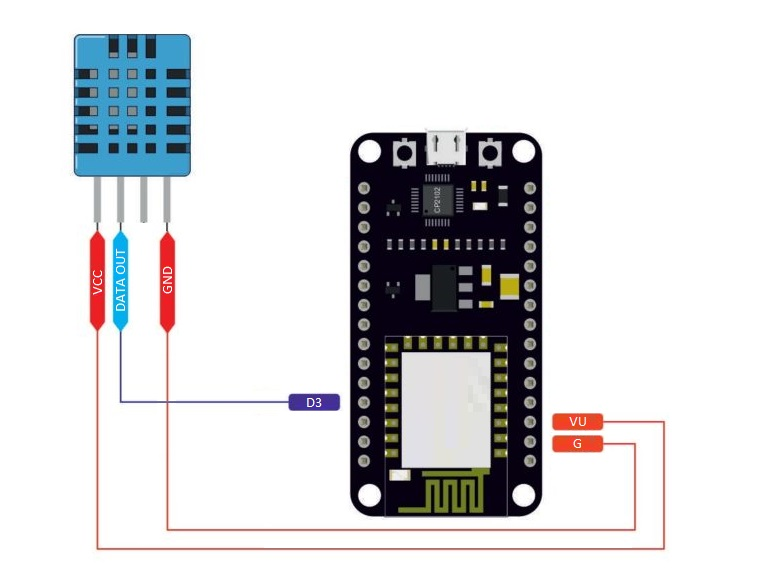 CP2102
VCC
DATA OUT
GND
D3
VU
G